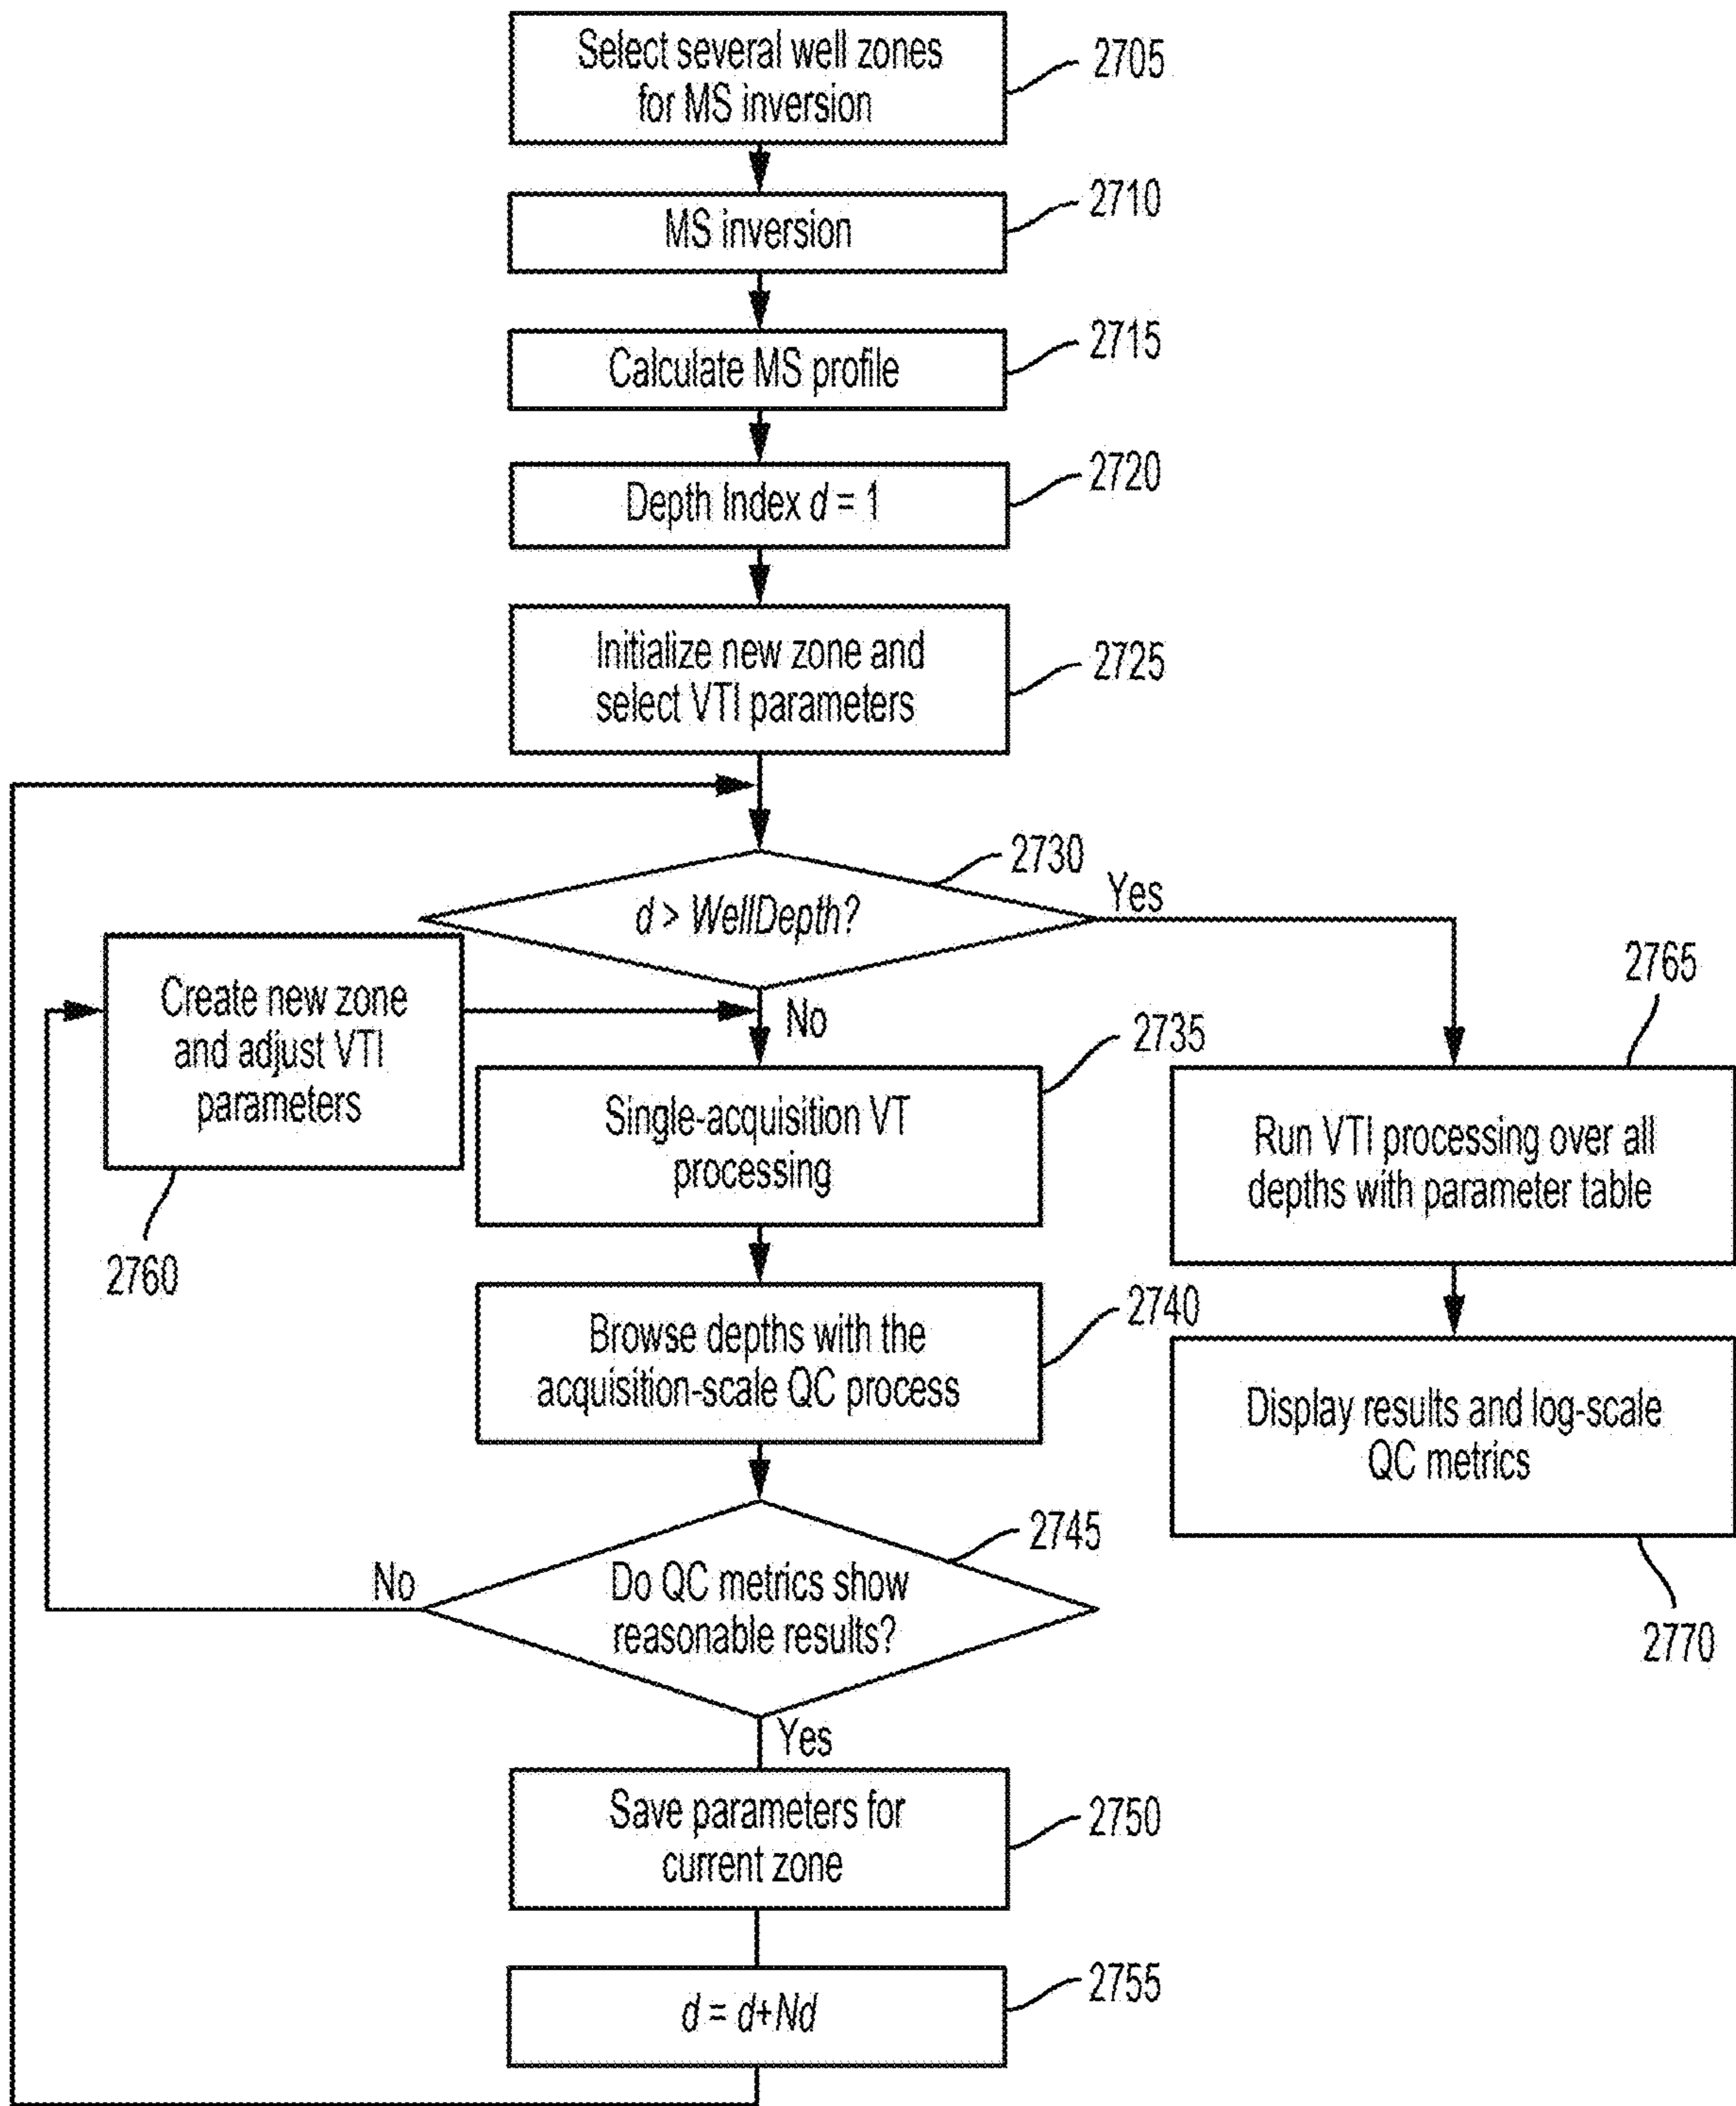 Select several well zones
for MS inversion
2705
MS inversion
2710
Calculate MS profile
2715
Depth Index d = 1
2720
Initialize new zone and
select VTI parameters
2725
d > WellDepth?
2730
Yes
No
Create new zone
and adjust VTI
parameters
2760
Single-acquisition VT
processing
2735
Run VTI processing over all
depths with parameter table
2765
Browse depths with the
acquisition-scale QC process
2740
Display results and log-scale
QC metrics
2770
Do QC metrics show
reasonable results?
2745
No
Yes
Save parameters for
current zone
2750
d = d+Nd
2755